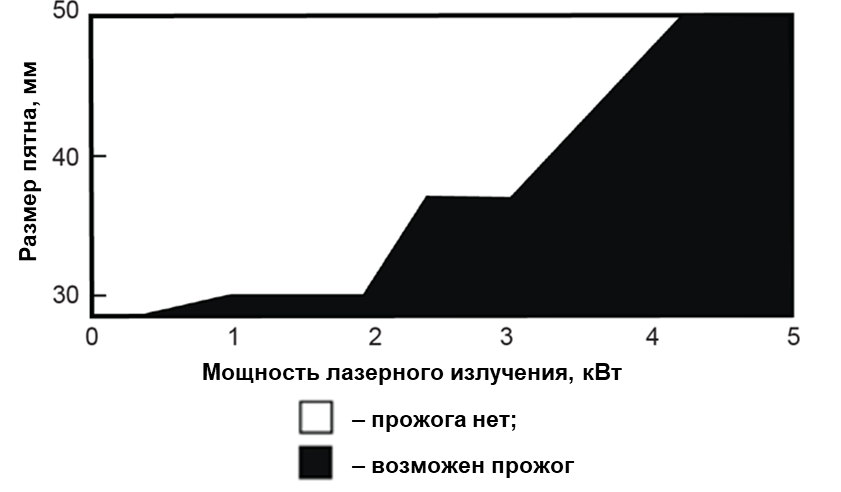 50
40
30
Размер пятна, мм
0 1 2 3 4 5
Мощность лазерного излучения, кВт
– прожога нет;
– возможен прожог